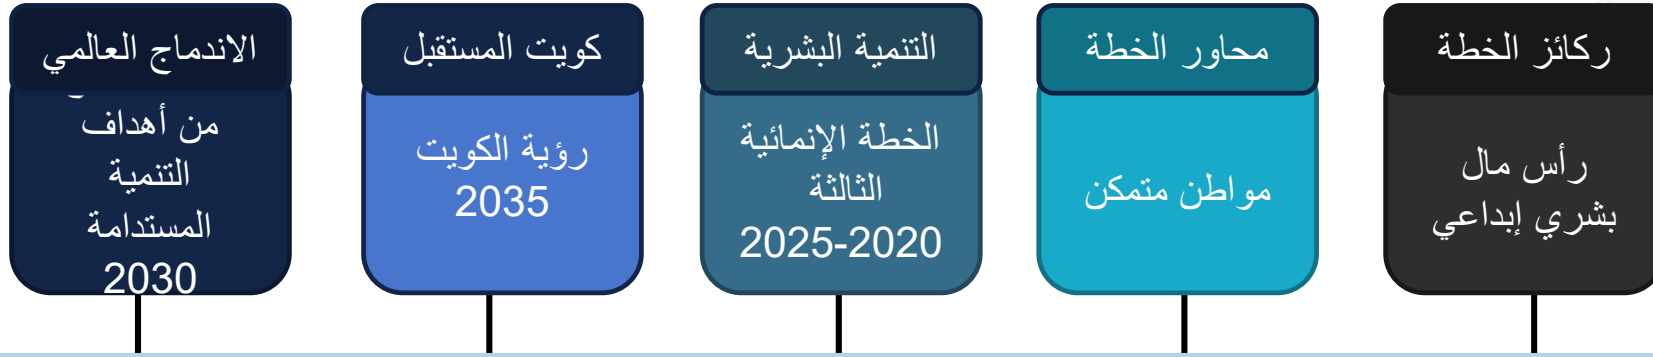 ركائز الخطة
رأس مال
بشري إبداعي
محاور الخطة
مواطن متمكن
التنمية البشرية
الخطة الإنمائية
الثالثة
2025-2020
كويت المستقبل
رؤية الكويت
2035
الاندماج العالمي
من أهداف
التنمية
المستدامة
2030